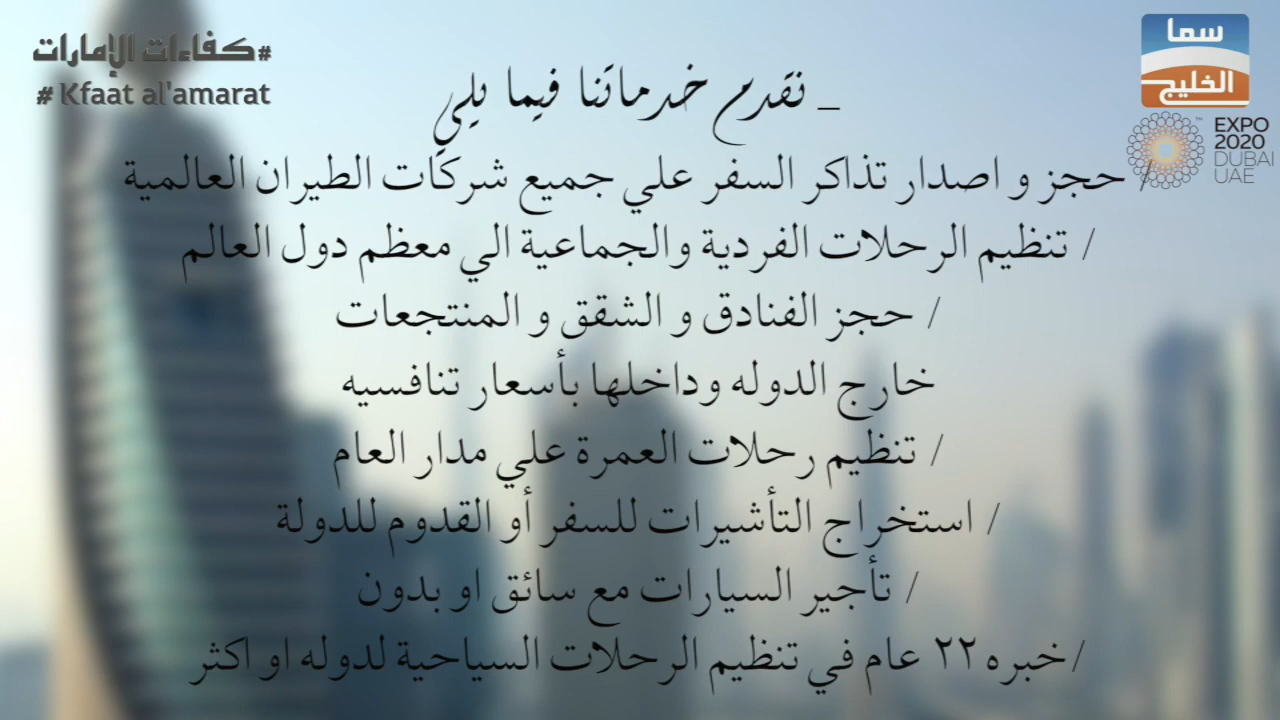 #كفاءات الإمارات
# Kfaat al'amarat
سما
الخليج
EXPO
2020
DUBAI
UAE
_ نقدم خدماتنا فيما يلي
/ حجز و اصدار تذاكر السفر علي جميع شركات الطيران العالمية
/ تنظيم الرحلات الفردية والجماعية الي معظم دول العالم
/ حجز الفنادق و الشقق و المنتجعات
خارج الدوله وداخلها بأسعار تنافسيه
/ تنظيم رحلات العمرة علي مدار العام
/ استخراج التأشيرات للسفر أو القدوم للدولة
/ تأجير السيارات مع سائق او بدون
/خبره ٢٢ عام في تنظيم الرحلات السياحية لدوله او اكثر